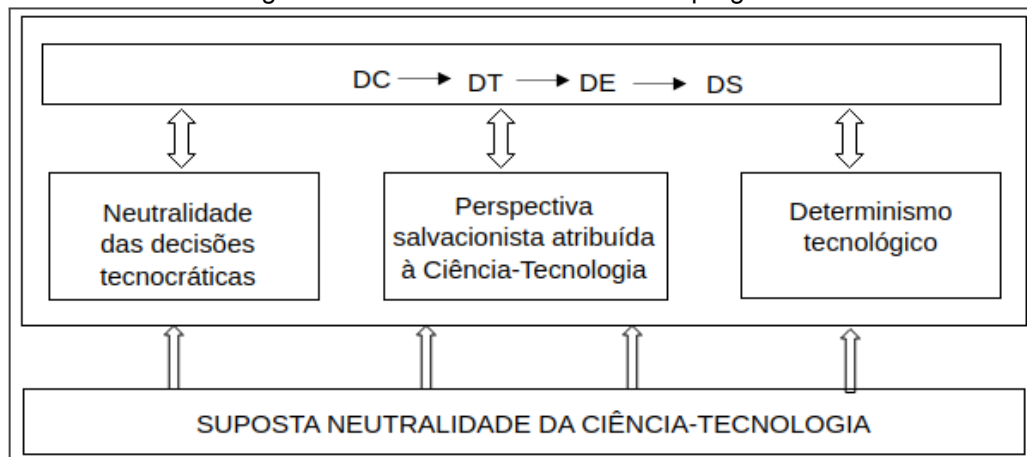 DC → DT → DE → DS
Neutralidade
das decisões
tecnocráticas
Perspectiva
salvacionista atribuída
à Ciência-Tecnologia
Determinismo
tecnológico
SUPOSTA NEUTRALIDADE DA CIÊNCIA-TECNOLOGIA